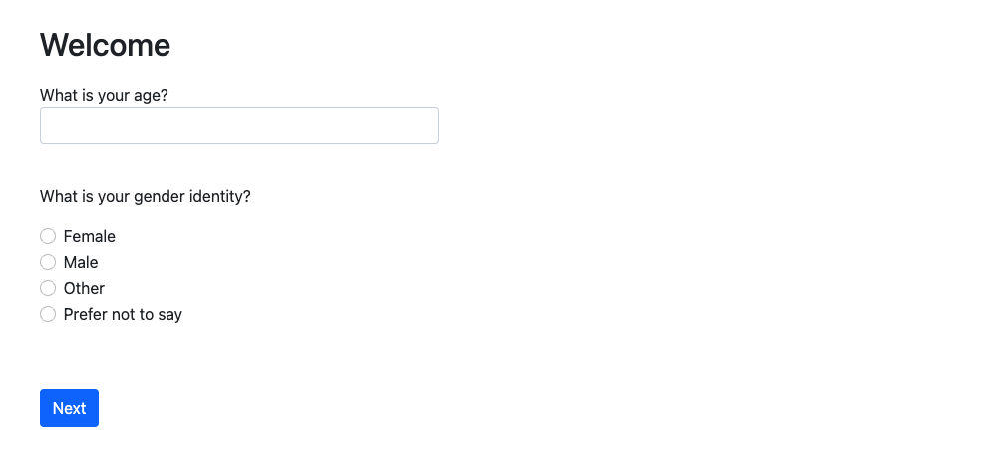 Welcome
What is your age?
What is your gender identity?
Female
Male
Other
Prefer not to say
Next